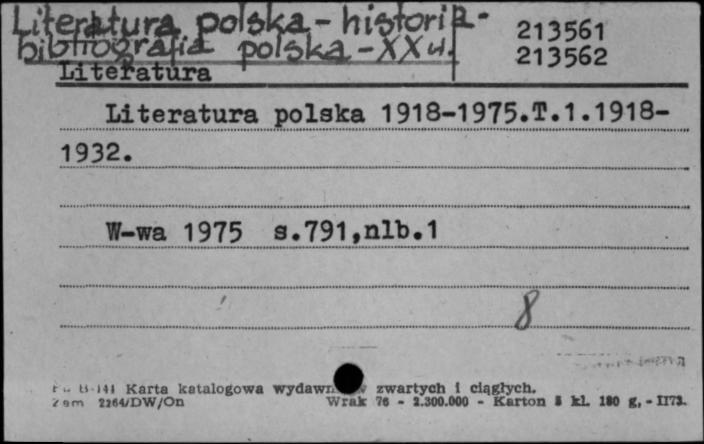 Literatura polska - historia -
bibliografia polska - XX w.
213561
213562
Literatura
Literatura polska 1918-1975.T.1.1918-
1932.
W-wa 1975 s.791,nlb.1
8
B-141 Karta katalogowa zwartych i ciągłych.
Zam 2264/DW/On Wrak 76 - 2.300.000 - Karton kl. 180 g, - II73.